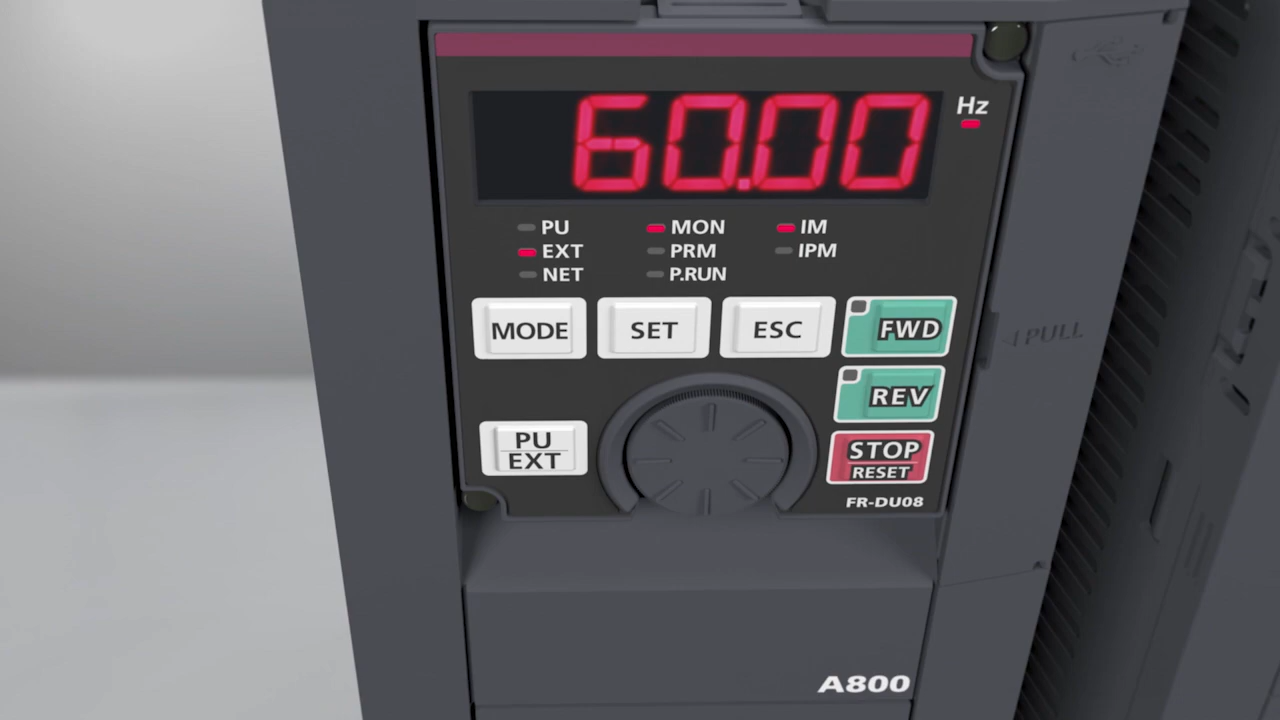 60.00
Hz
PU MON IM
EXT PRM IPM
NET P.RUN
MODE SET ESC FWD
REV
PU
EXT
STOP
RESET
FR-DU08
PULL
A800